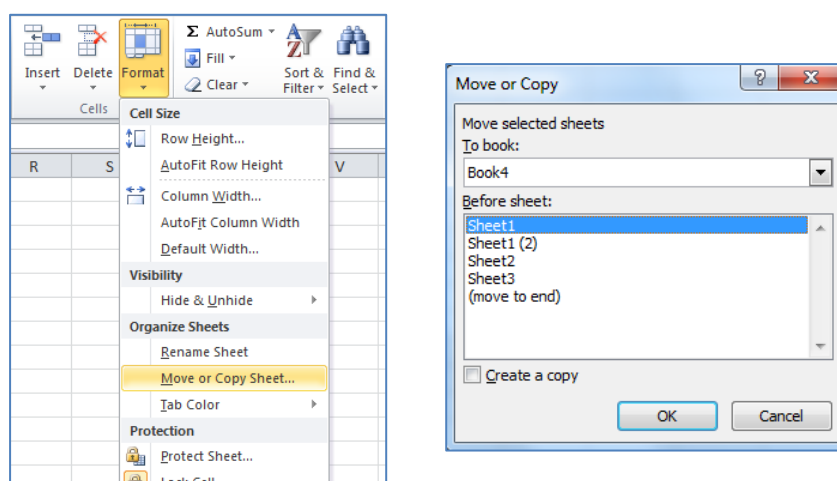 Insert Delete Format
Σ AutoSum
Fill
Clear
Sort & Filter
Find & Select
Cells
Cell Size
Row Height...
AutoFit Row Height
Column Width...
AutoFit Column Width
Default Width...
Visibility
Hide & Unhide
Organize Sheets
Rename Sheet
Move or Copy Sheet...
Tab Color
Protection
Protect Sheet...
Lock Cell
R S V
Move or Copy
Move selected sheets
To book:
Book4
Before sheet:
Sheet1
Sheet1 (2)
Sheet2
Sheet3
(move to end)
Create a copy
OK Cancel